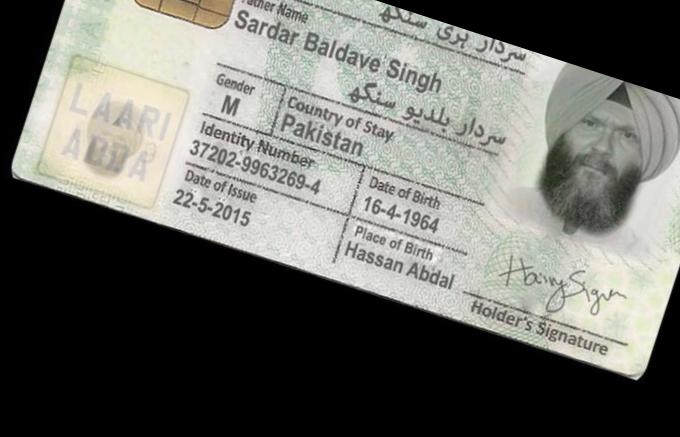 Father Name
سردار ہری سنگھ
Sardar Baldave Singh
سردار بلدیو سنگھ
Gender
M
Country of Stay
Pakistan
Identity Number
37202-9963269-4
Date of Birth
16-4-1964
Date of Issue
22-5-2015
Place of Birth
Hassan Abdal
LAARI
ADDA
Holder's Signature